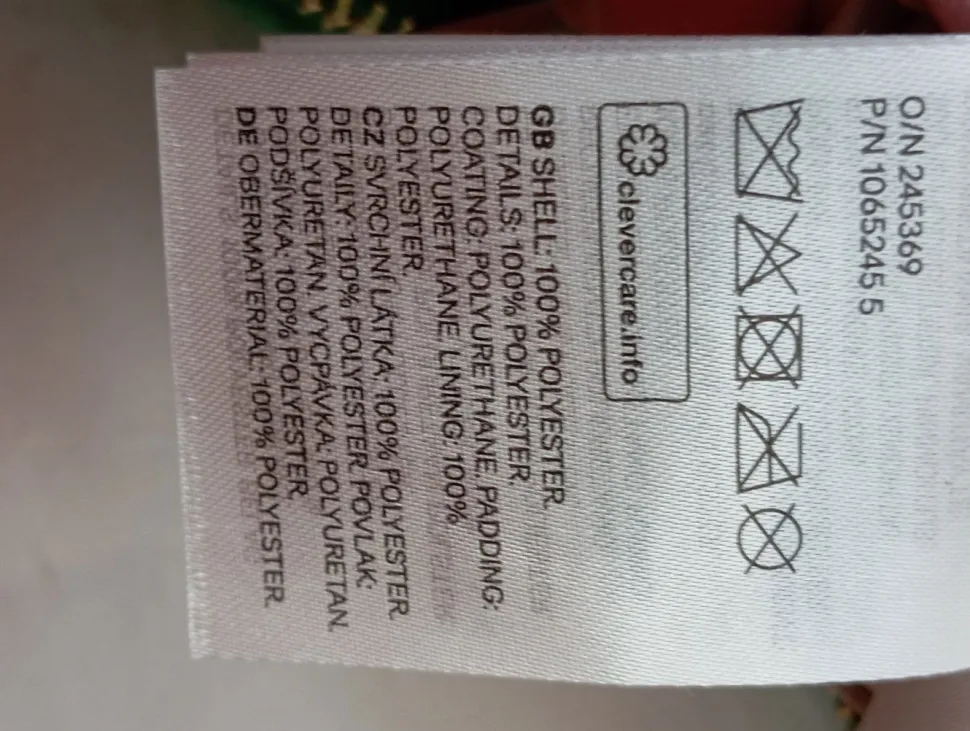 O/N 245369
P/N 1065245 5
clevercare.info
GB SHELL: 100% POLYESTER.
DETAILS: 100% POLYESTER.
COATING: POLYURETHANE. PADDING:
POLYURETHANE. LINING: 100%
POLYESTER.
CZ SVRCHNÍ LÁTKA: 100% POLYESTER.
DETAILY: 100% POLYESTER. POVLAK:
POLYURETAN. VYCPÁVKA: POLYURETAN.
PODŠÍVKA: 100% POLYESTER.
DE OBERMATERIAL: 100% POLYESTER.